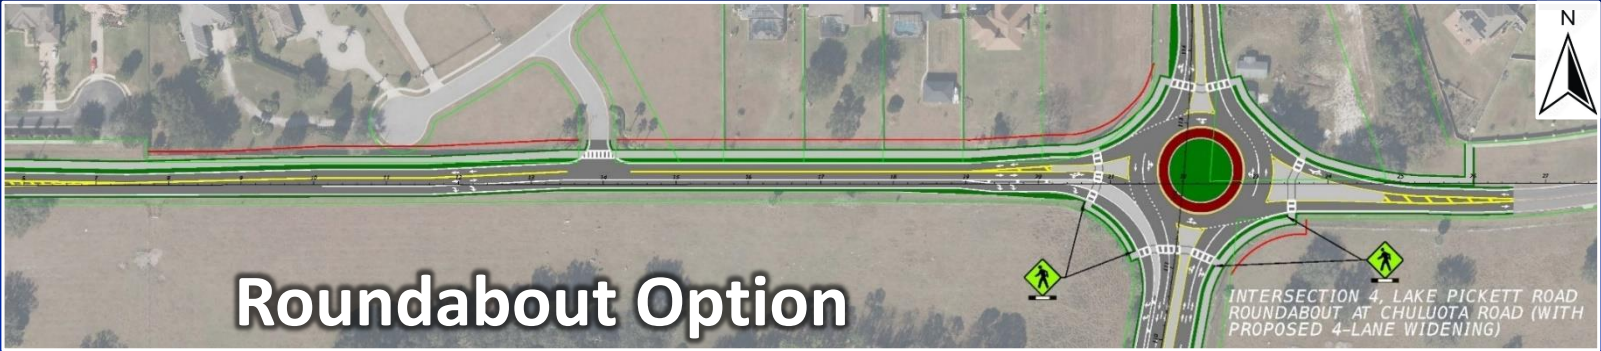 N
Roundabout Option
INTERSECTION 4, LAKE PICKETT ROAD
ROUNDABOUT AT CHULUOTA ROAD (WITH
PROPOSED 4-LANE WIDENING)